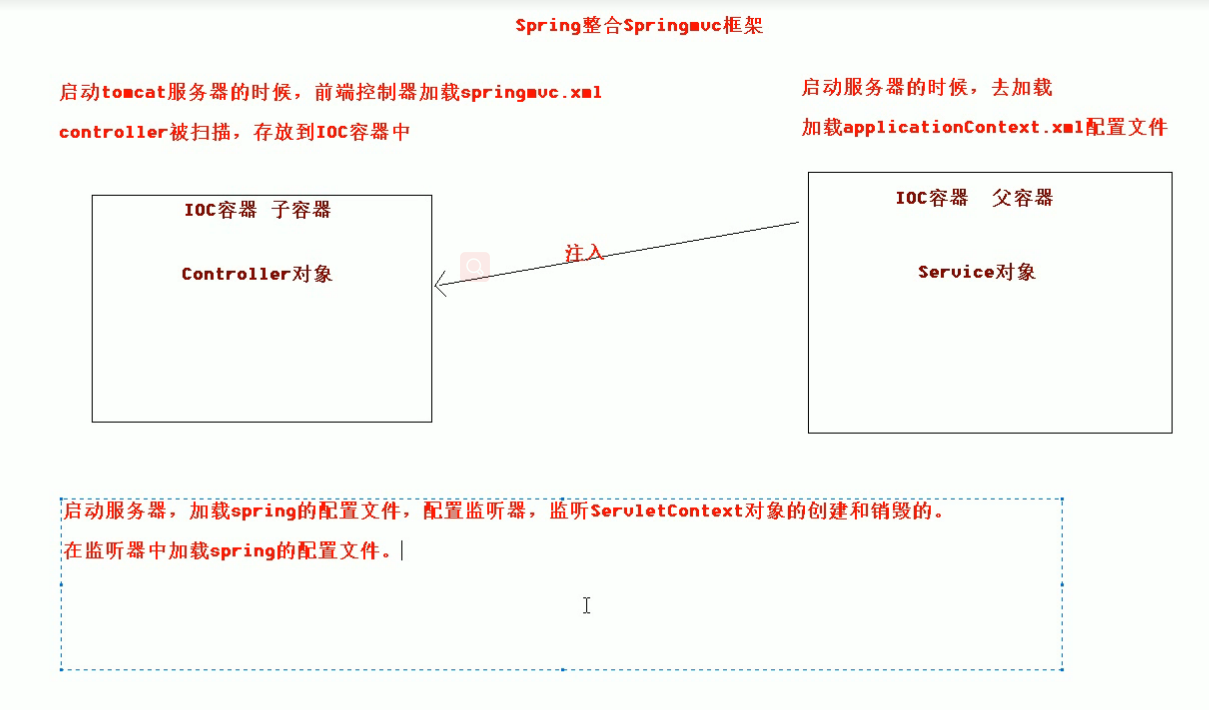 Spring整合Springmvc框架
启动tomcat服务器的时候，前端控制器加载springmvc.xml
controller被扫描，存放到IOC容器中
启动服务器的时候，去加载
加载applicationContext.xml配置文件
IOC容器 子容器
Controller对象
注入
IOC容器 父容器
Service对象
启动服务器，加载spring的配置文件，配置监听器，监听ServletContext对象的创建和销毁的。
在监听器中加载spring的配置文件。